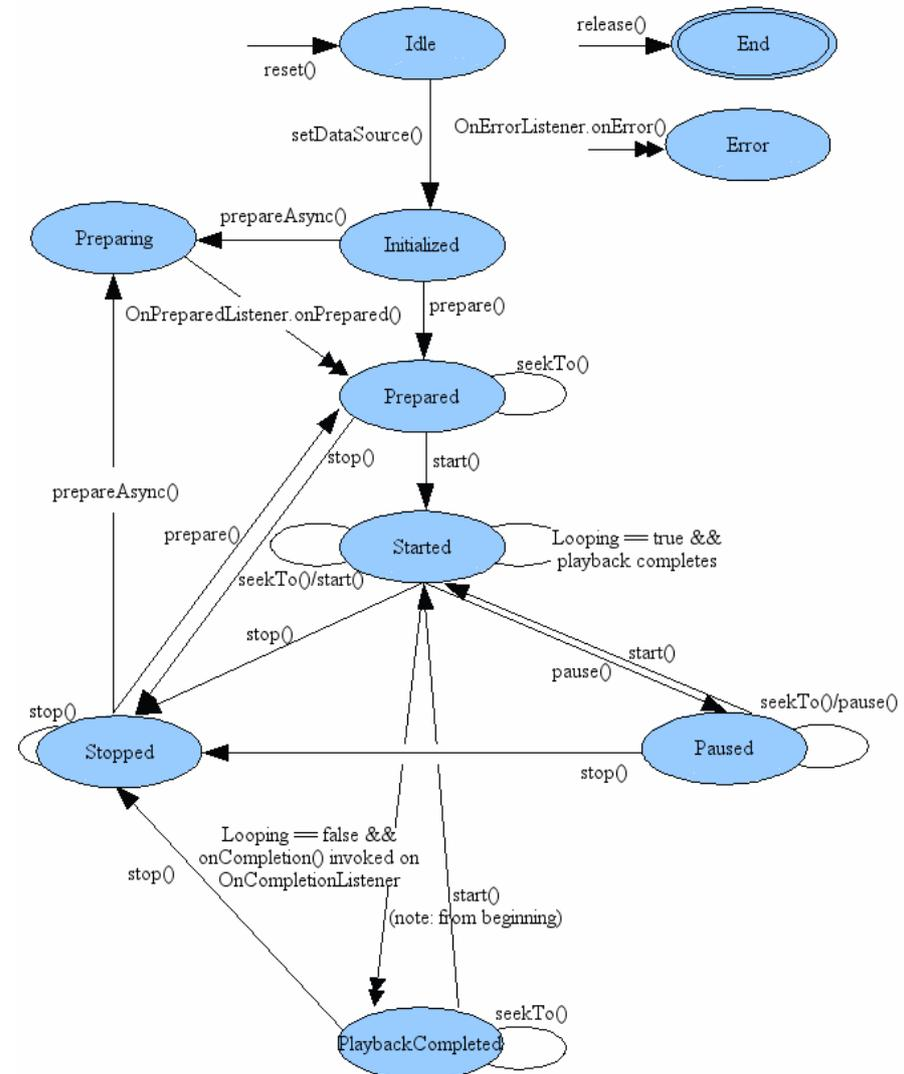 Idle
release()
End
reset()
setDataSource()
OnErrorListener.onError()
Error
prepareAsync()
Preparing
Initialized
OnPreparedListener.onPrepared()
prepare()
seekTo()
Prepared
stop()
start()
prepareAsync()
prepare()
Started
Looping == true &&
playback completes
seekTo()/start()
stop()
start()
pause()
seekTo()/pause()
stop()
Stopped
Paused
stop()
Looping == false &&
onCompletion() invoked on
OnCompletionListener
stop()
start()
(note: from beginning)
seekTo()
PlaybackCompleted